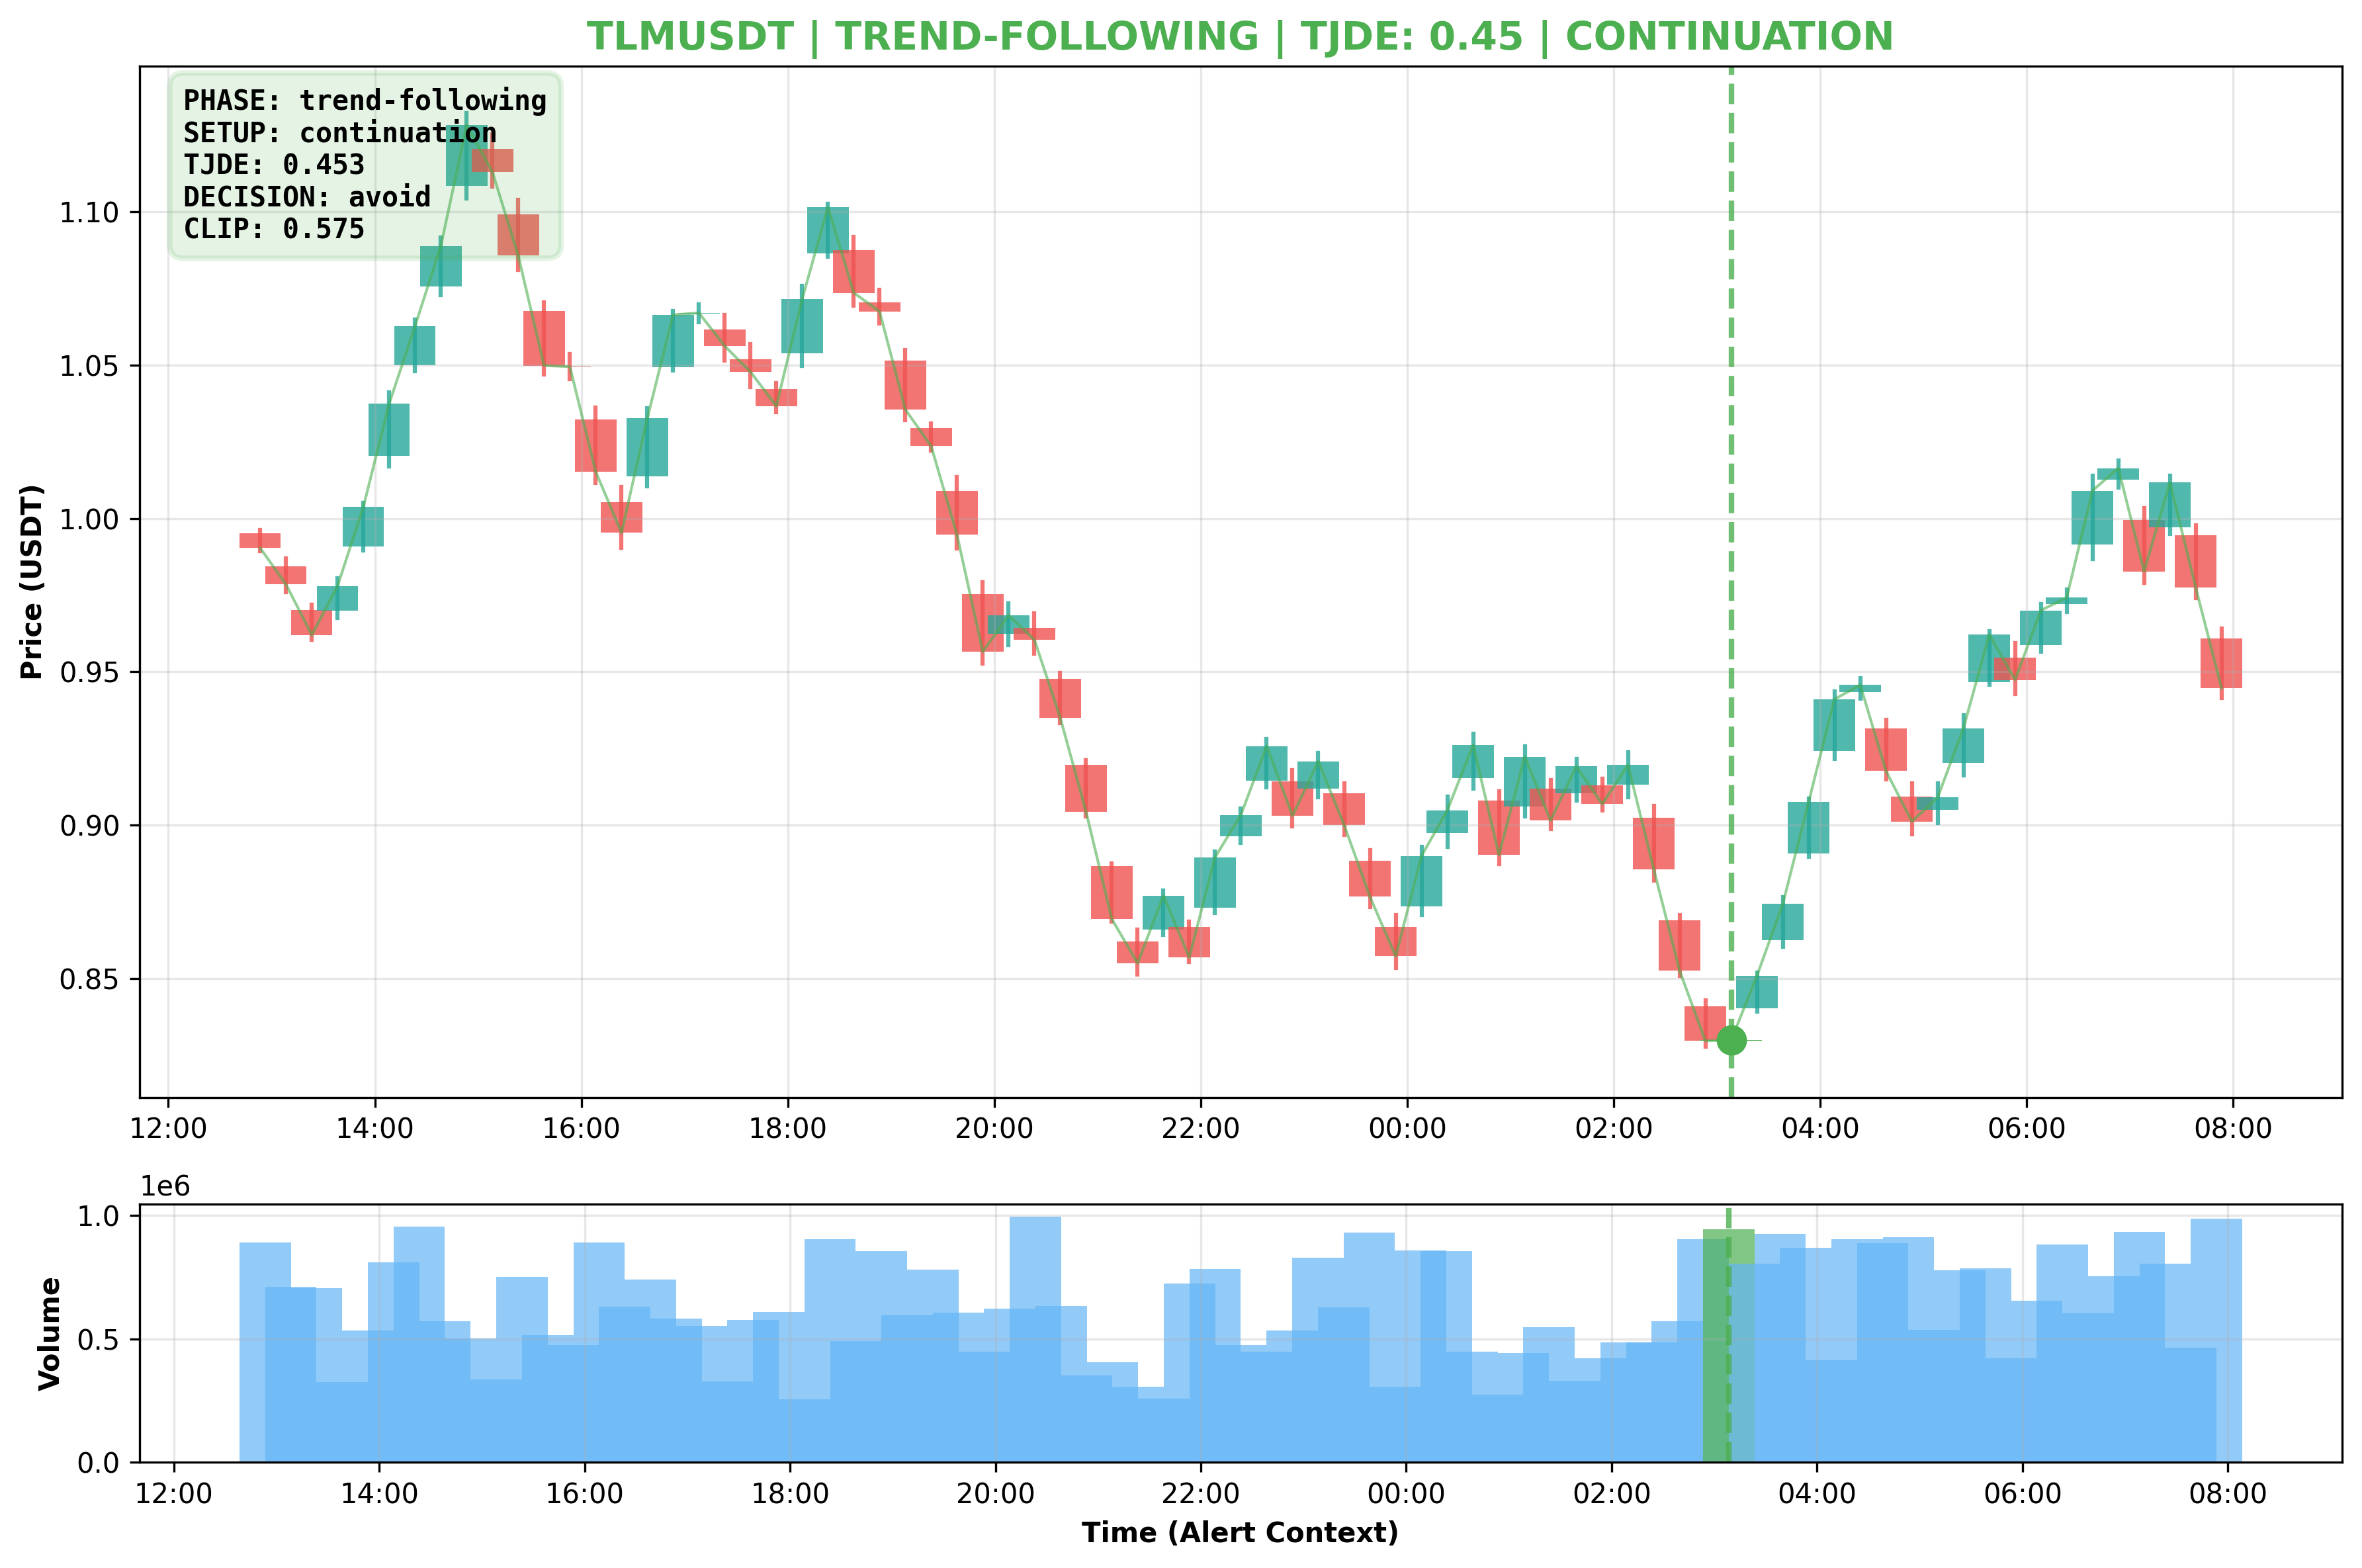 TLMUSDT | TREND-FOLLOWING | TJDE: 0.45 | CONTINUATION
PHASE: trend-following
SETUP: continuation
TJDE: 0.453
DECISION: avoid
CLIP: 0.575
Price (USDT)
1.10
1.05
1.00
0.95
0.90
0.85
12:00 14:00 16:00 18:00 20:00 22:00 00:00 02:00 04:00 06:00 08:00
1e6
Volume
1.0
0.5
0.0
12:00 14:00 16:00 18:00 20:00 22:00 00:00 02:00 04:00 06:00 08:00
Time (Alert Context)